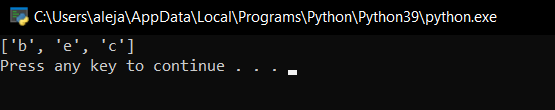 C:\Users\aleja\AppData\Local\Programs\Python\Python39\python.exe
['b', 'e', 'c']
Press any key to continue . . .